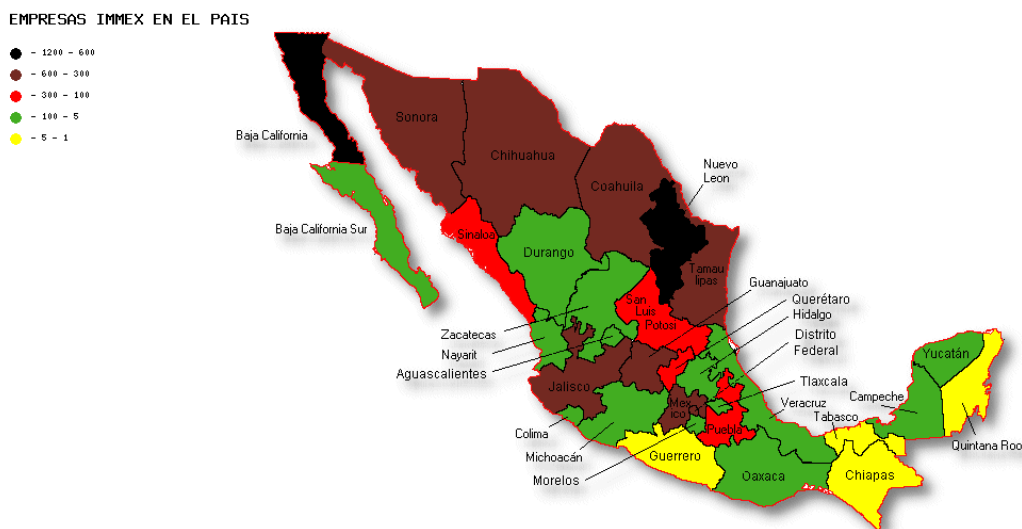 EMPRESAS IMMEX EN EL PAIS
- 1200 - 600
- 600 - 300
- 300 - 100
- 100 - 5
- 5 - 1
Baja California
Sonora
Chihuahua
Coahuila
Nuevo
Leon
Baja California Sur
Sinaloa
Durango
Tamau
lipas
Guanajuato
San
Luis
Potosi
Querétaro
Hidalgo
Zacatecas
Nayarit
Aguascalientes
Distrito
Federal
Yucatán
Jalisco
Mex
ico
Tlaxcala
Veracruz
Campeche
Tabasco
Colima
Puebla
Quintana Roo
Michoacán
Guerrero
Morelos
Oaxaca
Chiapas